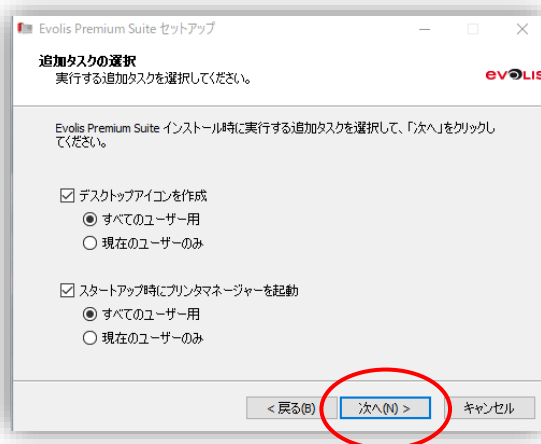 Evolis Premium Suite セットアップ
追加タスクの選択
実行する追加タスクを選択してください。
evolis
Evolis Premium Suite インストール時に実行する追加タスクを選択して、「次へ」をクリックし
てください。
デスクトップアイコンを作成
すべてのユーザー用
現在のユーザーのみ
スタートアップ時にプリンタマネージャーを起動
すべてのユーザー用
現在のユーザーのみ
< 戻る(B)
次へ(N) >
キャンセル